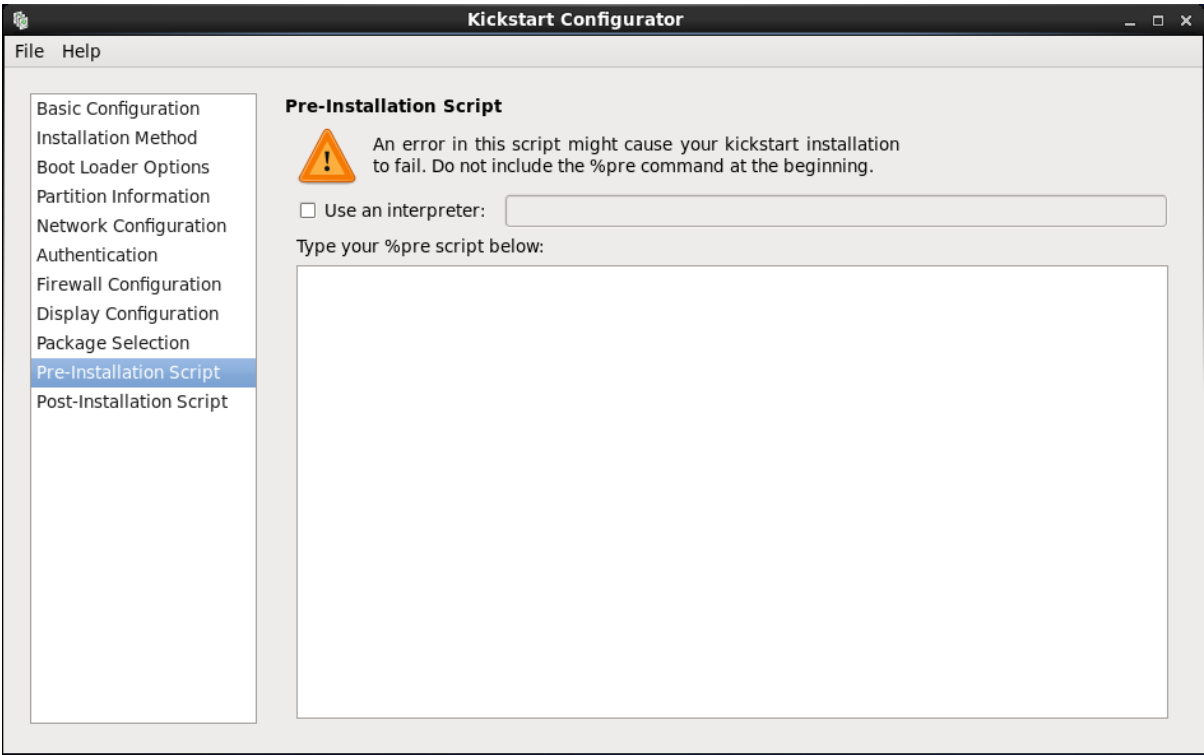 Kickstart Configurator
File Help
Basic Configuration
Installation Method
Boot Loader Options
Partition Information
Network Configuration
Authentication
Firewall Configuration
Display Configuration
Package Selection
Pre-Installation Script
Post-Installation Script
Pre-Installation Script
An error in this script might cause your kickstart installation
to fail. Do not include the %pre command at the beginning.
Use an interpreter:
Type your %pre script below: